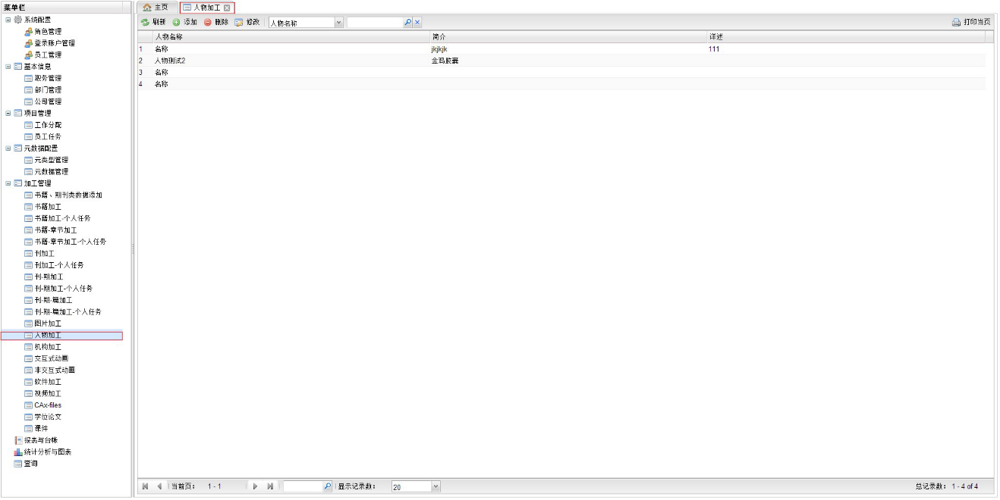 菜单栏
系统配置
角色管理
登录账户管理
员工管理
基本信息
职务管理
部门管理
公司管理
项目管理
工作分配
员工任务
元数据配置
元类型管理
元数据管理
加工管理
书籍、期刊类数据添加
书籍加工
书籍加工-个人任务
书籍-章节加工
书籍-章节加工-个人任务
刊加工
刊加工-个人任务
刊-期加工
刊-期加工-个人任务
刊-期-篇加工
刊-期-篇加工-个人任务
图片加工
人物加工
机构加工
交互式动画
非交互式动画
软件加工
视频加工
CAx-files
学位论文
课件
报表与台帐
统计分析与图表
查询
主页 人物加工
刷新 添加 删除 修改 人物名称 打印当页
人物名称 简介 详述
1 名称 jkjkjk 111
2 人物测试2 金鸡胶囊
3 名称
4 名称
当前页: 1 - 1 显示记录数: 20 总记录数: 1 - 4 of 4